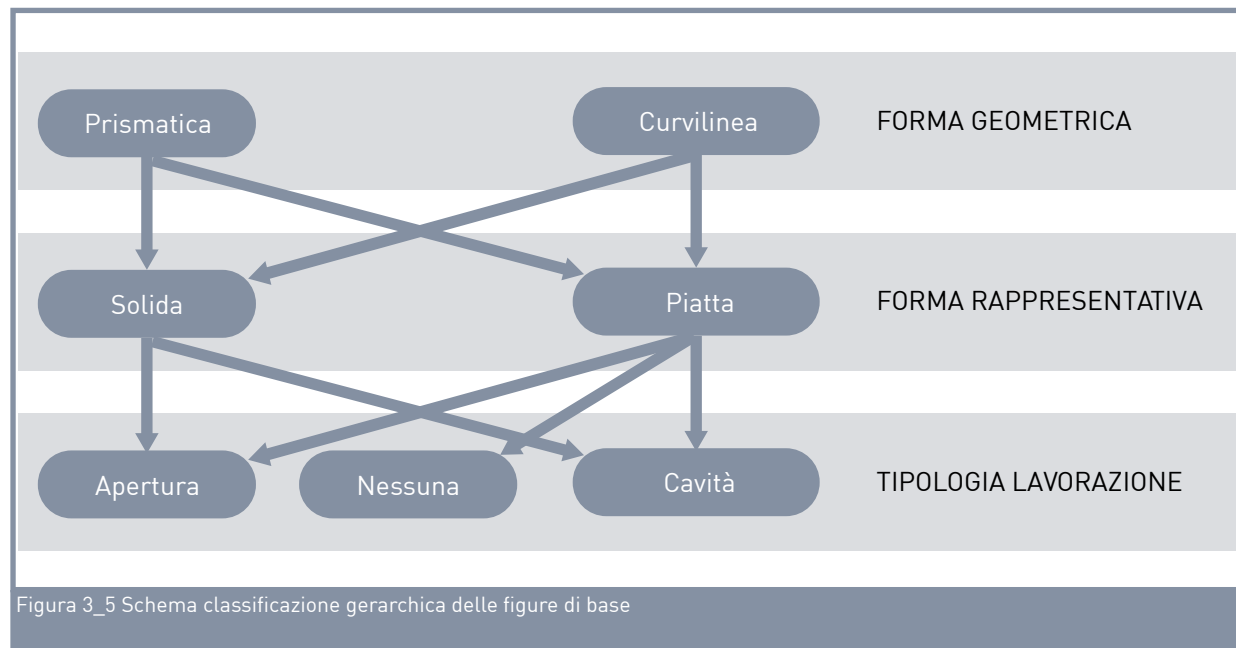 Prismatica
Curvilinea
FORMA GEOMETRICA
Solida
Piatta
FORMA RAPPRESENTATIVA
Apertura
Nessuna
Cavità
TIPOLOGIA LAVORAZIONE
Figura 3_5 Schema classificazione gerarchica delle figure di base